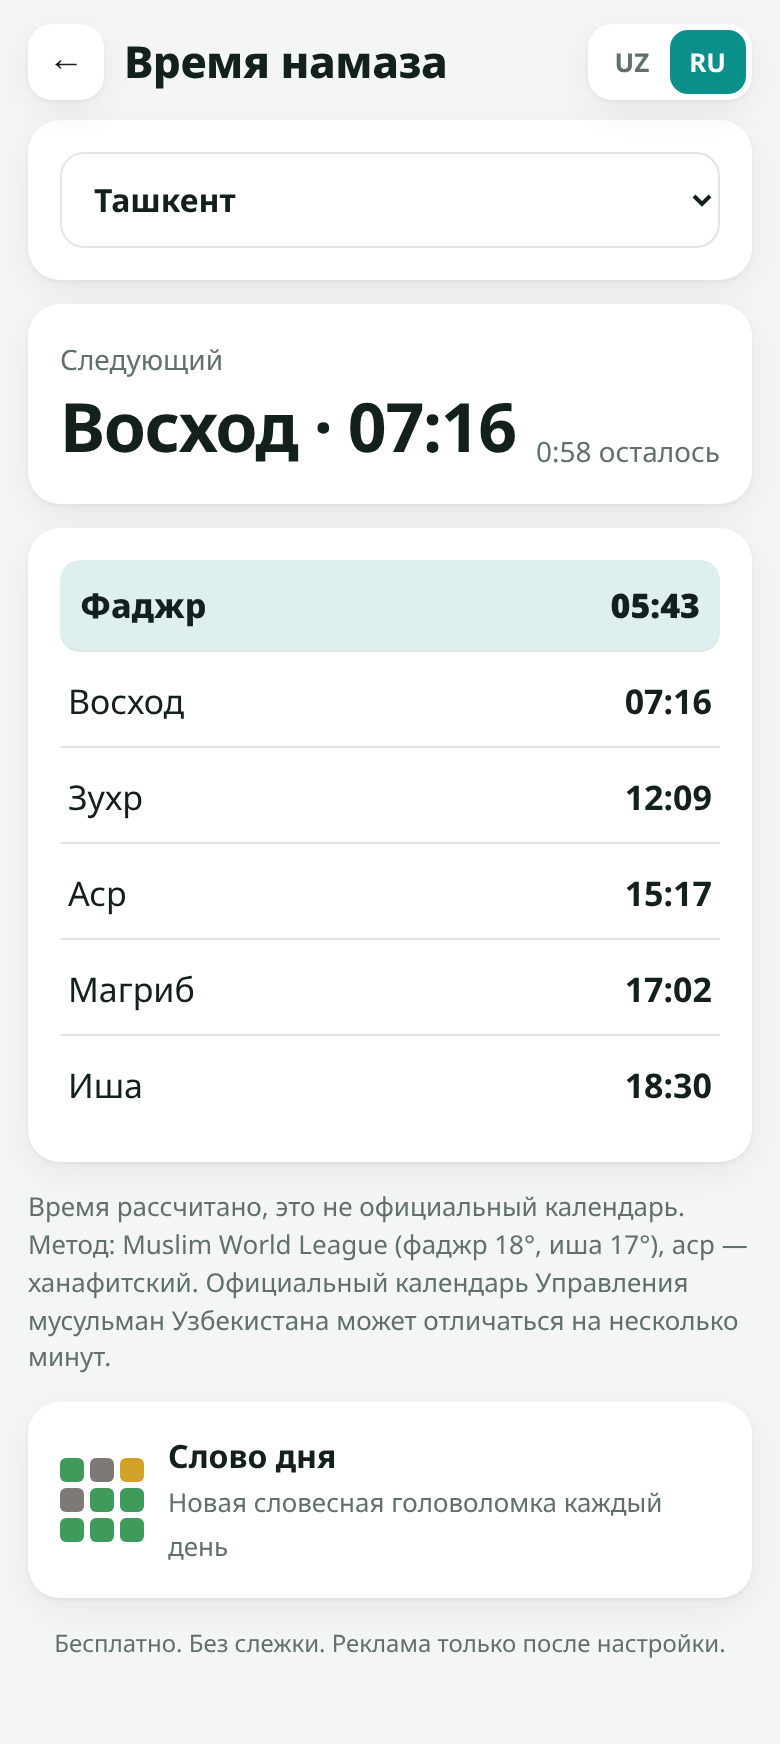 ←
Время намаза
UZ
RU
Ташкент
Следующий
Восход · 07:16
0:58 осталось
Фаджр 05:43
Восход 07:16
Зухр 12:09
Аср 15:17
Магриб 17:02
Иша 18:30
Время рассчитано, это не официальный календарь.
Метод: Muslim World League (фаджр 18°, иша 17°), аср —
ханафитский. Официальный календарь Управления
мусульман Узбекистана может отличаться на несколько
минут.
Слово дня
Новая словесная головоломка каждый
день
Бесплатно. Без слежки. Реклама только после настройки.